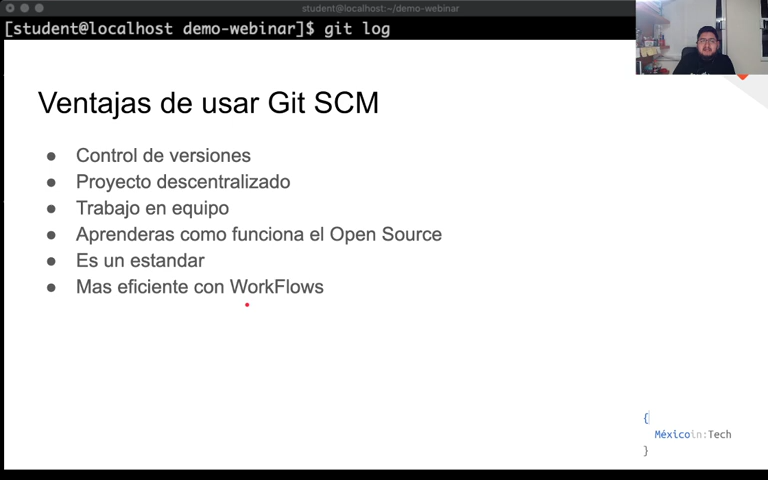 student@localhost:~/demo-webinar
[student@localhost demo-webinar]$ git log
Ventajas de usar Git SCM
● Control de versiones
● Proyecto descentralizado
● Trabajo en equipo
● Aprenderas como funciona el Open Source
● Es un estandar
● Mas eficiente con WorkFlows
{
Méxicoin:Tech
}